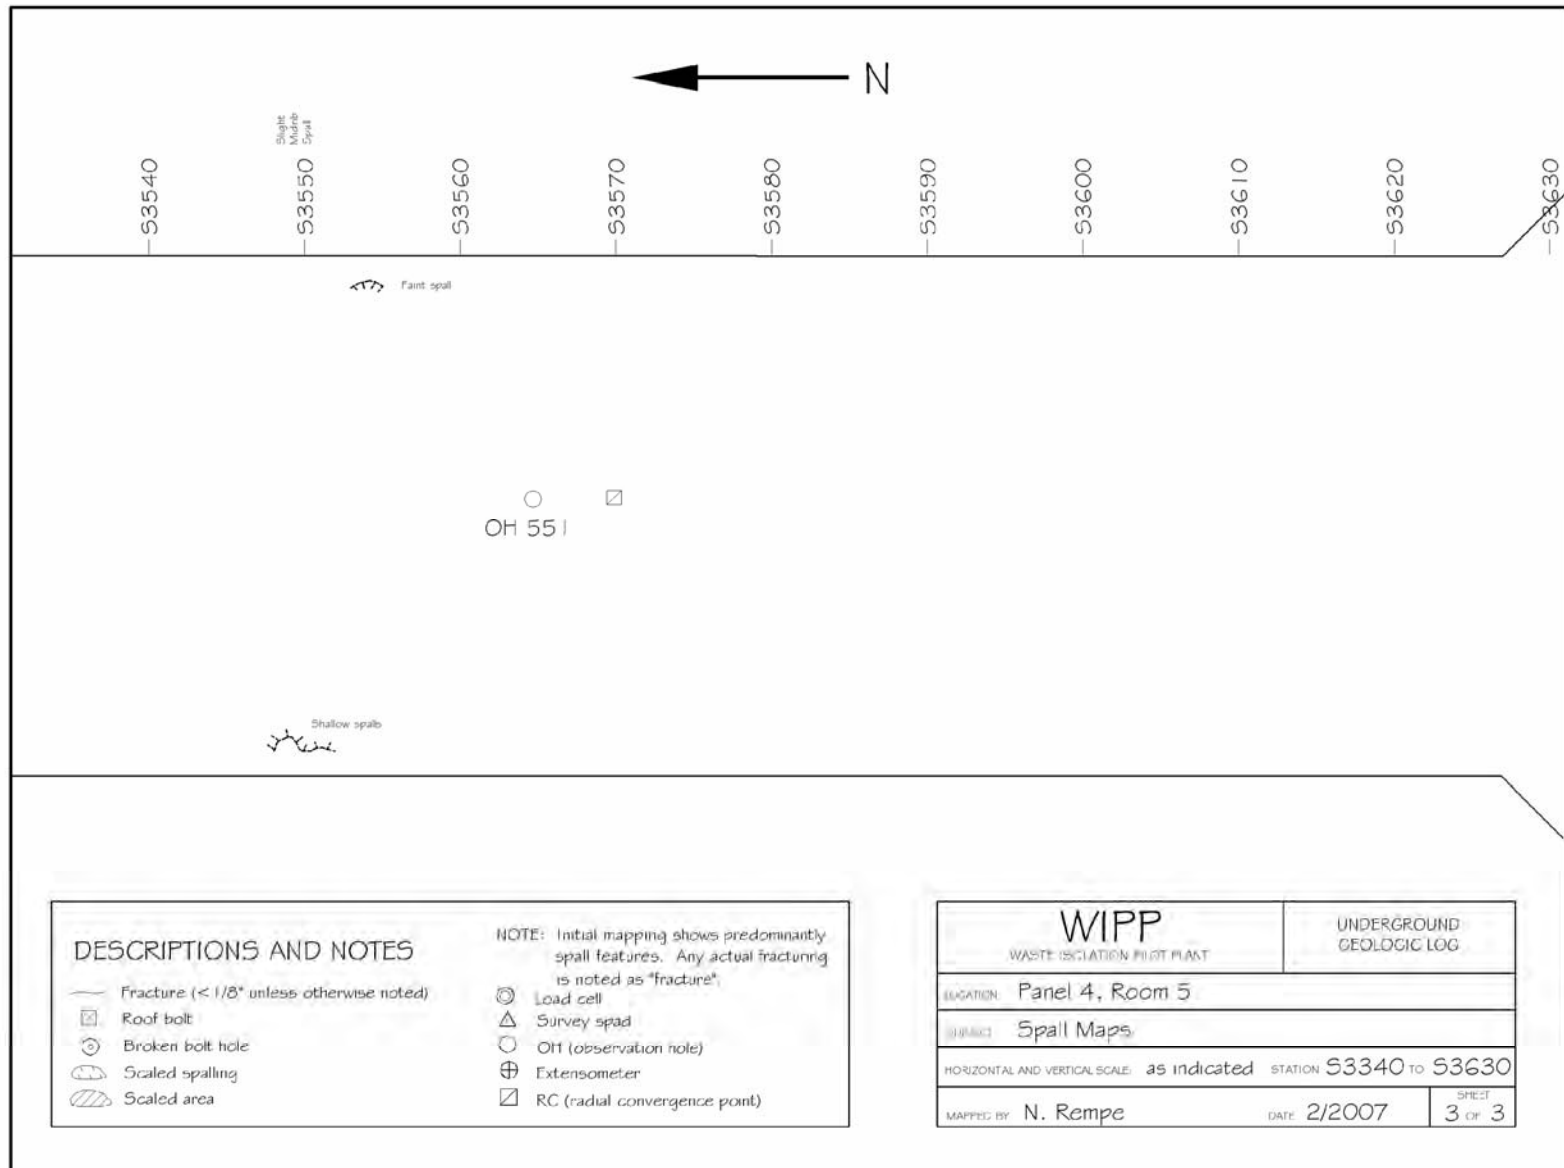 N
Slight
Midrib
Spall
S3540
S3550
S3560
S3570
S3580
S3590
S3600
S3610
S3620
S3630
Faint spall
OH 551
Shallow spalls
DESCRIPTIONS AND NOTES
Fracture (< 1/8" unless otherwise noted)
Roof bolt
Broken bolt hole
Scaled spalling
Scaled area
NOTE: Initial mapping shows predominantly
spall features. Any actual fracturing
is noted as "fracture".
Load cell
Survey spad
OH (observation hole)
Extensometer
RC (radial convergence point)
WIPP
WASTE ISOLATION PILOT PLANT
UNDERGROUND
GEOLOGIC LOG
LOCATION: Panel 4, Room 5
SUBJECT: Spall Maps
HORIZONTAL AND VERTICAL SCALE: as indicated STATION S3340 TO S3630
MAPPED BY N. Rempe DATE 2/2007
SHEET
3 OF 3